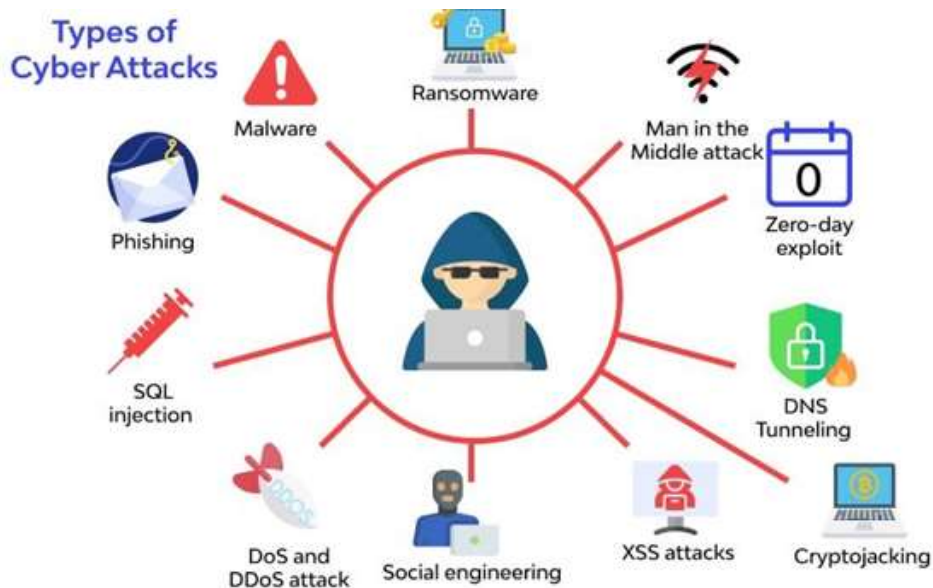 Types of
Cyber Attacks
Ransomware
Malware
Man in the
Middle attack
0
Zero-day
exploit
Phishing
SQL
injection
DNS
Tunneling
DDOS
DoS and
DDoS attack
Social engineering
XSS attacks
Cryptojacking